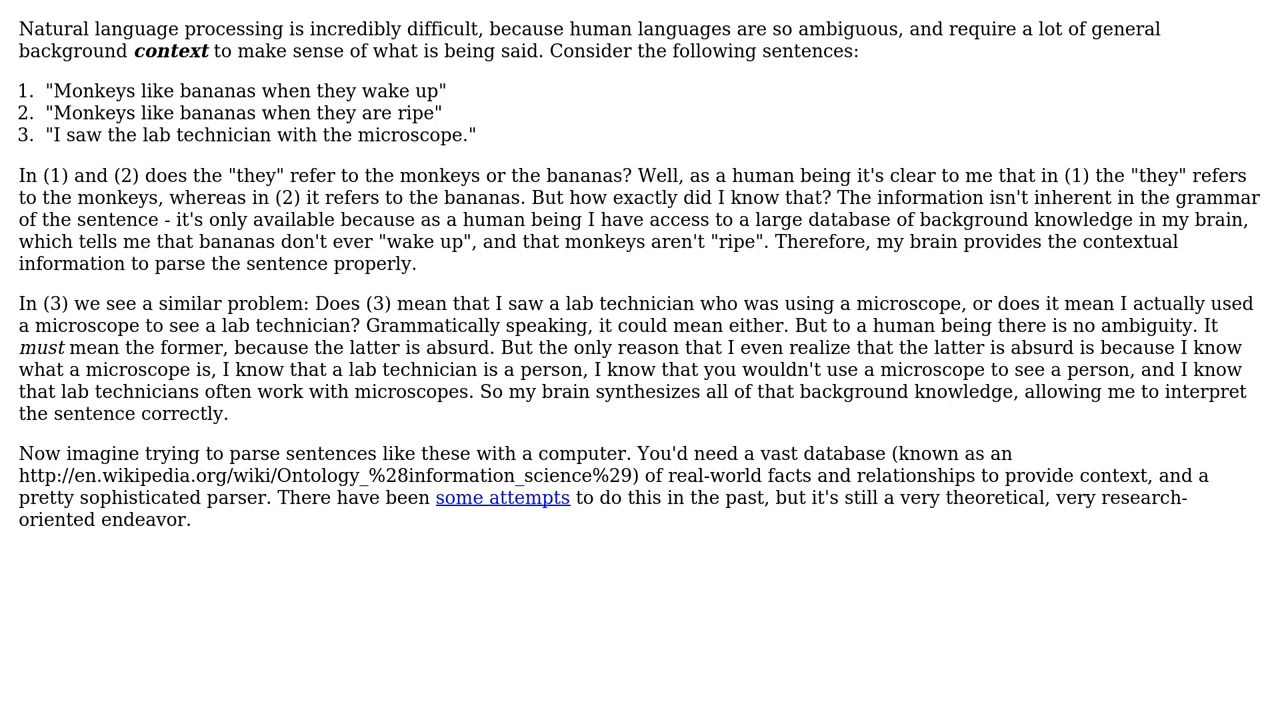 Natural language processing is incredibly difficult, because human languages are so ambiguous, and require a lot of general
background context to make sense of what is being said. Consider the following sentences:
1. "Monkeys like bananas when they wake up"
2. "Monkeys like bananas when they are ripe"
3. "I saw the lab technician with the microscope."
In (1) and (2) does the "they" refer to the monkeys or the bananas? Well, as a human being it's clear to me that in (1) the "they" refers
to the monkeys, whereas in (2) it refers to the bananas. But how exactly did I know that? The information isn't inherent in the grammar
of the sentence - it's only available because as a human being I have access to a large database of background knowledge in my brain,
which tells me that bananas don't ever "wake up", and that monkeys aren't "ripe". Therefore, my brain provides the contextual
information to parse the sentence properly.
In (3) we see a similar problem: Does (3) mean that I saw a lab technician who was using a microscope, or does it mean I actually used
a microscope to see a lab technician? Grammatically speaking, it could mean either. But to a human being there is no ambiguity. It
must mean the former, because the latter is absurd. But the only reason that I even realize that the latter is absurd is because I know
what a microscope is, I know that a lab technician is a person, I know that you wouldn't use a microscope to see a person, and I know
that lab technicians often work with microscopes. So my brain synthesizes all of that background knowledge, allowing me to interpret
the sentence correctly.
Now imagine trying to parse sentences like these with a computer. You'd need a vast database (known as an
http://en.wikipedia.org/wiki/Ontology_%28information_science%29) of real-world facts and relationships to provide context, and a
pretty sophisticated parser. There have been some attempts to do this in the past, but it's still a very theoretical, very research-
oriented endeavor.